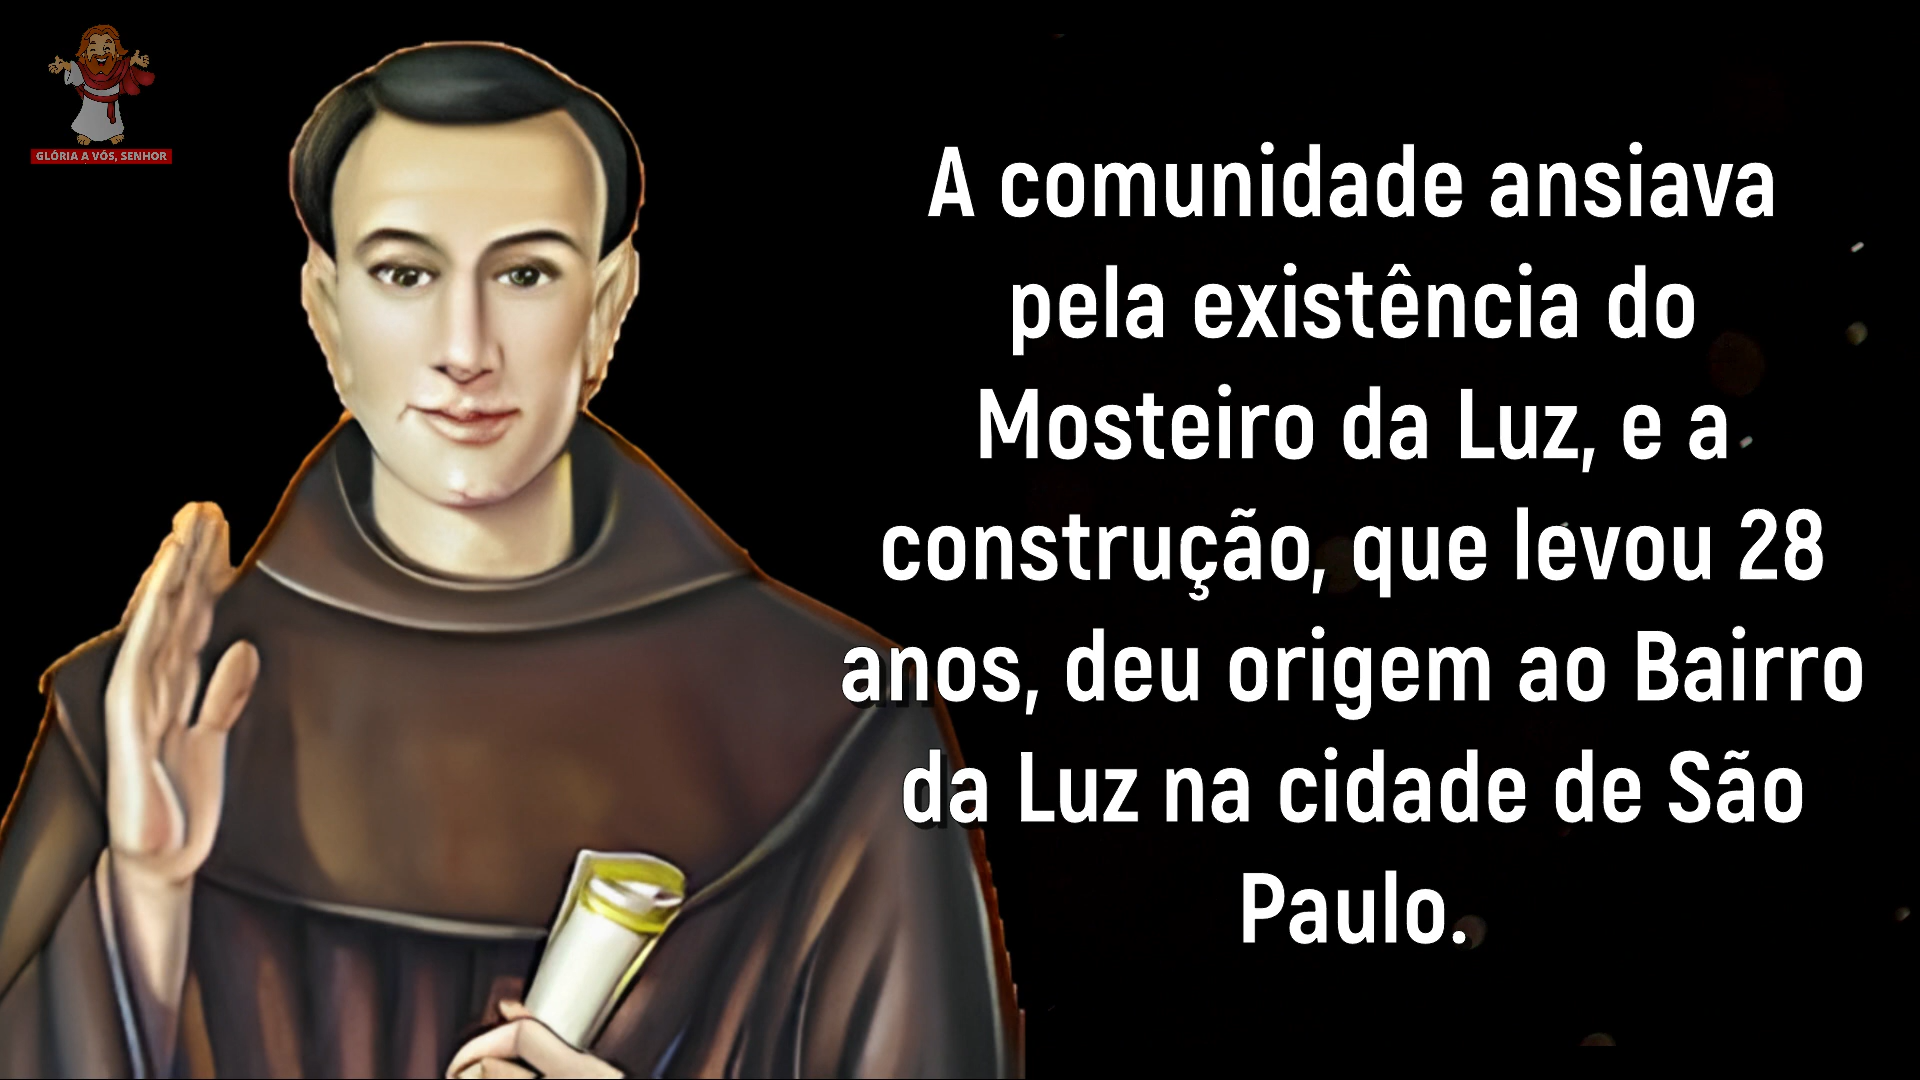 GLÓRIA A VÓS, SENHOR
A comunidade ansiava
pela existência do
Mosteiro da Luz, e a
construção, que levou 28
anos, deu origem ao Bairro
da Luz na cidade de São
Paulo.